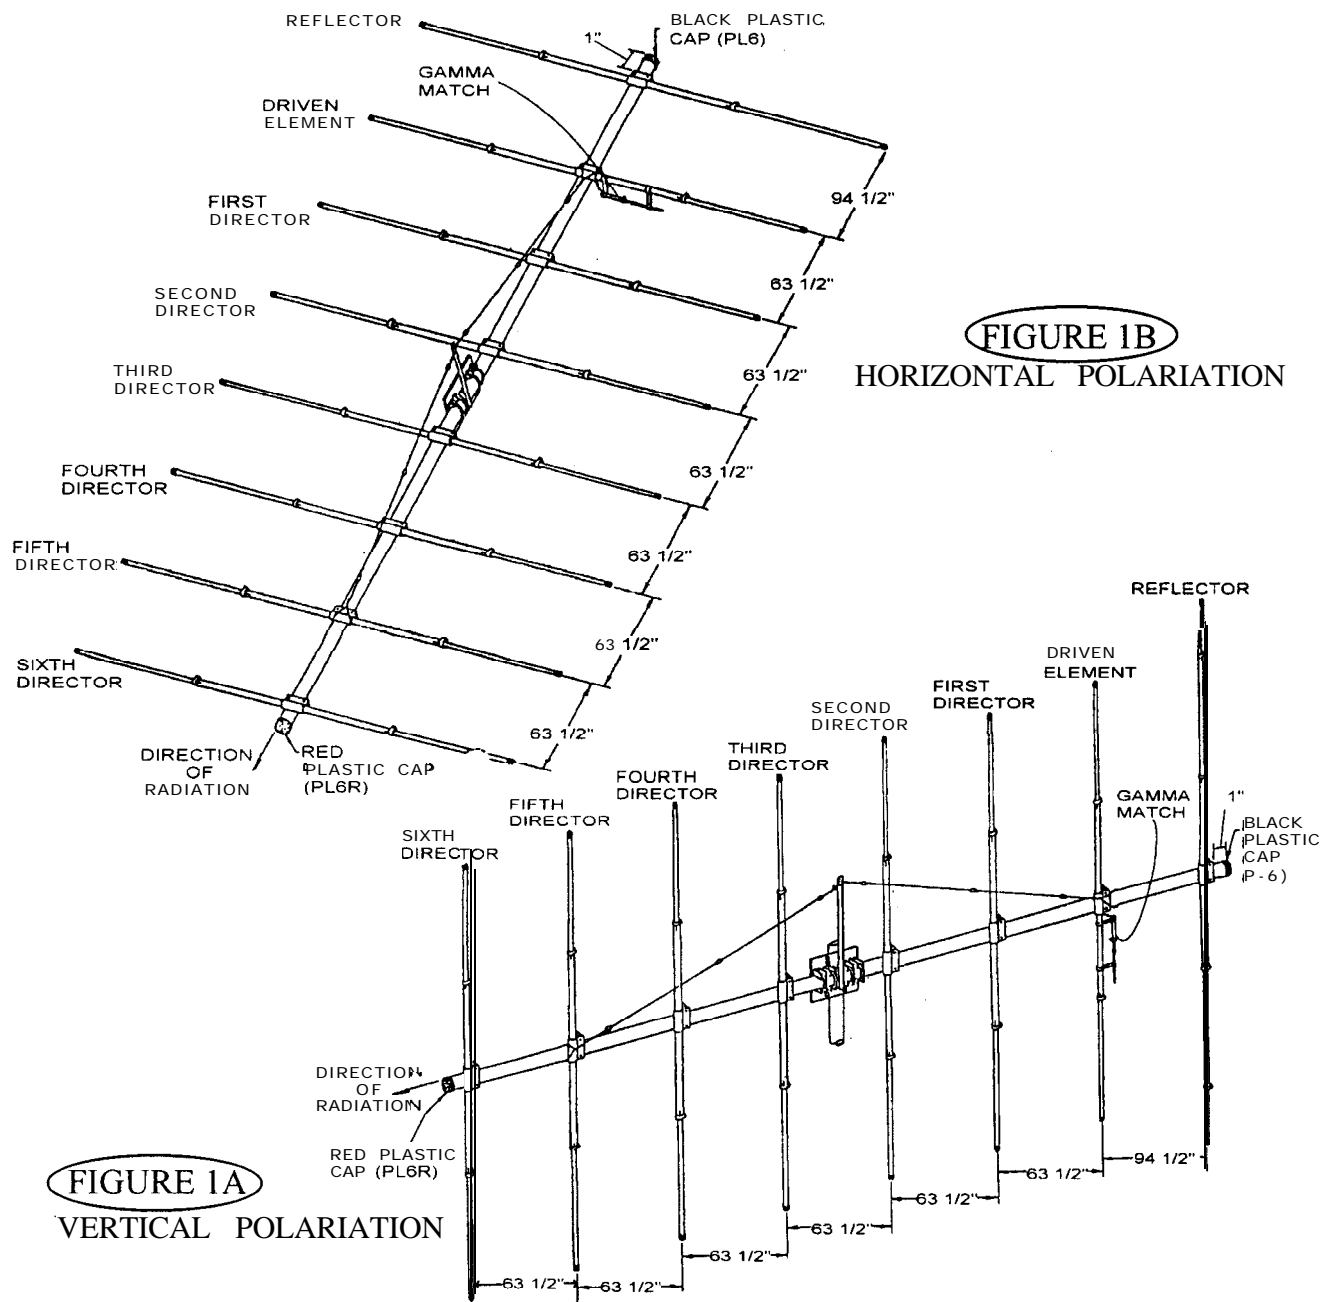 REFLECTOR
BLACK PLASTIC
CAP (PL6)
1"
GAMMA
MATCH
DRIVEN
ELEMENT
FIRST
DIRECTOR
SECOND
DIRECTOR
THIRD
DIRECTOR
FOURTH
DIRECTOR
FIFTH
DIRECTOR
SIXTH
DIRECTOR
94 1/2"
63 1/2"
63 1/2"
63 1/2"
63 1/2"
63 1/2"
63 1/2"
DIRECTION
OF
RADIATION
RED
PLASTIC CAP
(PL6R)
FIGURE 1B
HORIZONTAL POLARIATION
REFLECTOR
DRIVEN
ELEMENT
FIRST
DIRECTOR
SECOND
DIRECTOR
THIRD
DIRECTOR
FOURTH
DIRECTOR
FIFTH
DIRECTOR
SIXTH
DIRECTOR
GAMMA
MATCH
1"
BLACK
PLASTIC
CAP
(P-6)
DIRECTION
OF
RADIATION
RED PLASTIC
CAP (PL6R)
94 1/2"
63 1/2"
63 1/2"
63 1/2"
63 1/2"
63 1/2"
63 1/2"
FIGURE 1A
VERTICAL POLARIATION